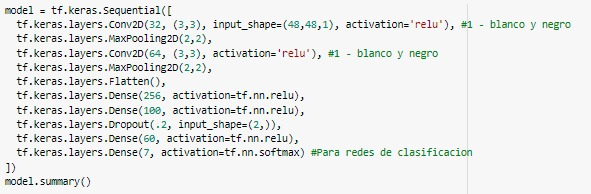 model = tf.keras.Sequential([
  tf.keras.layers.Conv2D(32, (3,3), input_shape=(48,48,1), activation='relu'), #1 - blanco y negro
  tf.keras.layers.MaxPooling2D(2,2),
  tf.keras.layers.Conv2D(64, (3,3), activation='relu'), #1 - blanco y negro
  tf.keras.layers.MaxPooling2D(2,2),
  tf.keras.layers.Flatten(),
  tf.keras.layers.Dense(256, activation=tf.nn.relu),
  tf.keras.layers.Dense(100, activation=tf.nn.relu),
  tf.keras.layers.Dropout(.2, input_shape=(2,)),
  tf.keras.layers.Dense(60, activation=tf.nn.relu),
  tf.keras.layers.Dense(7, activation=tf.nn.softmax) #Para redes de clasificacion
])
model.summary()